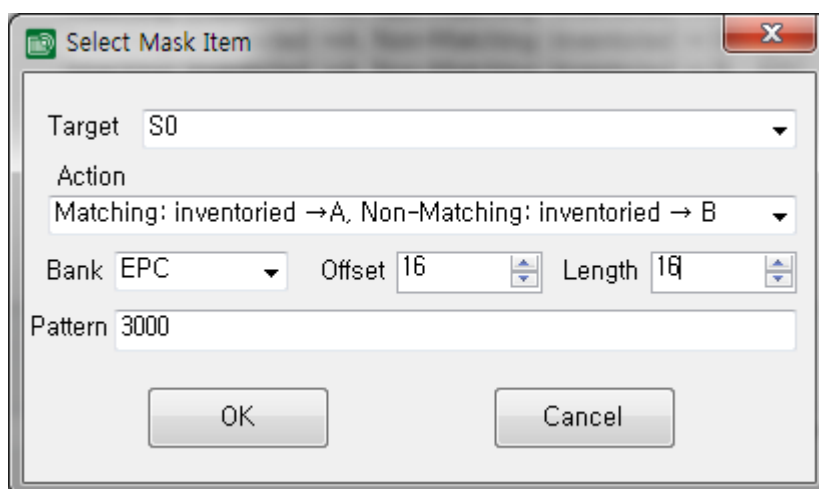 Select Mask Item
Target S0
Action
Matching: inventoried →A, Non-Matching: inventoried → B
Bank EPC Offset 16 Length 16
Pattern 3000
OK Cancel